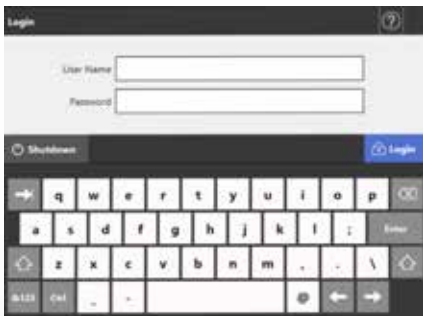 Login ?
User Name
Password
Shutdown Login
q w e r t y u i o p
a s d f g h j k l ; Enter
z x c v b n m , . \
&123 Ctrl _ - @